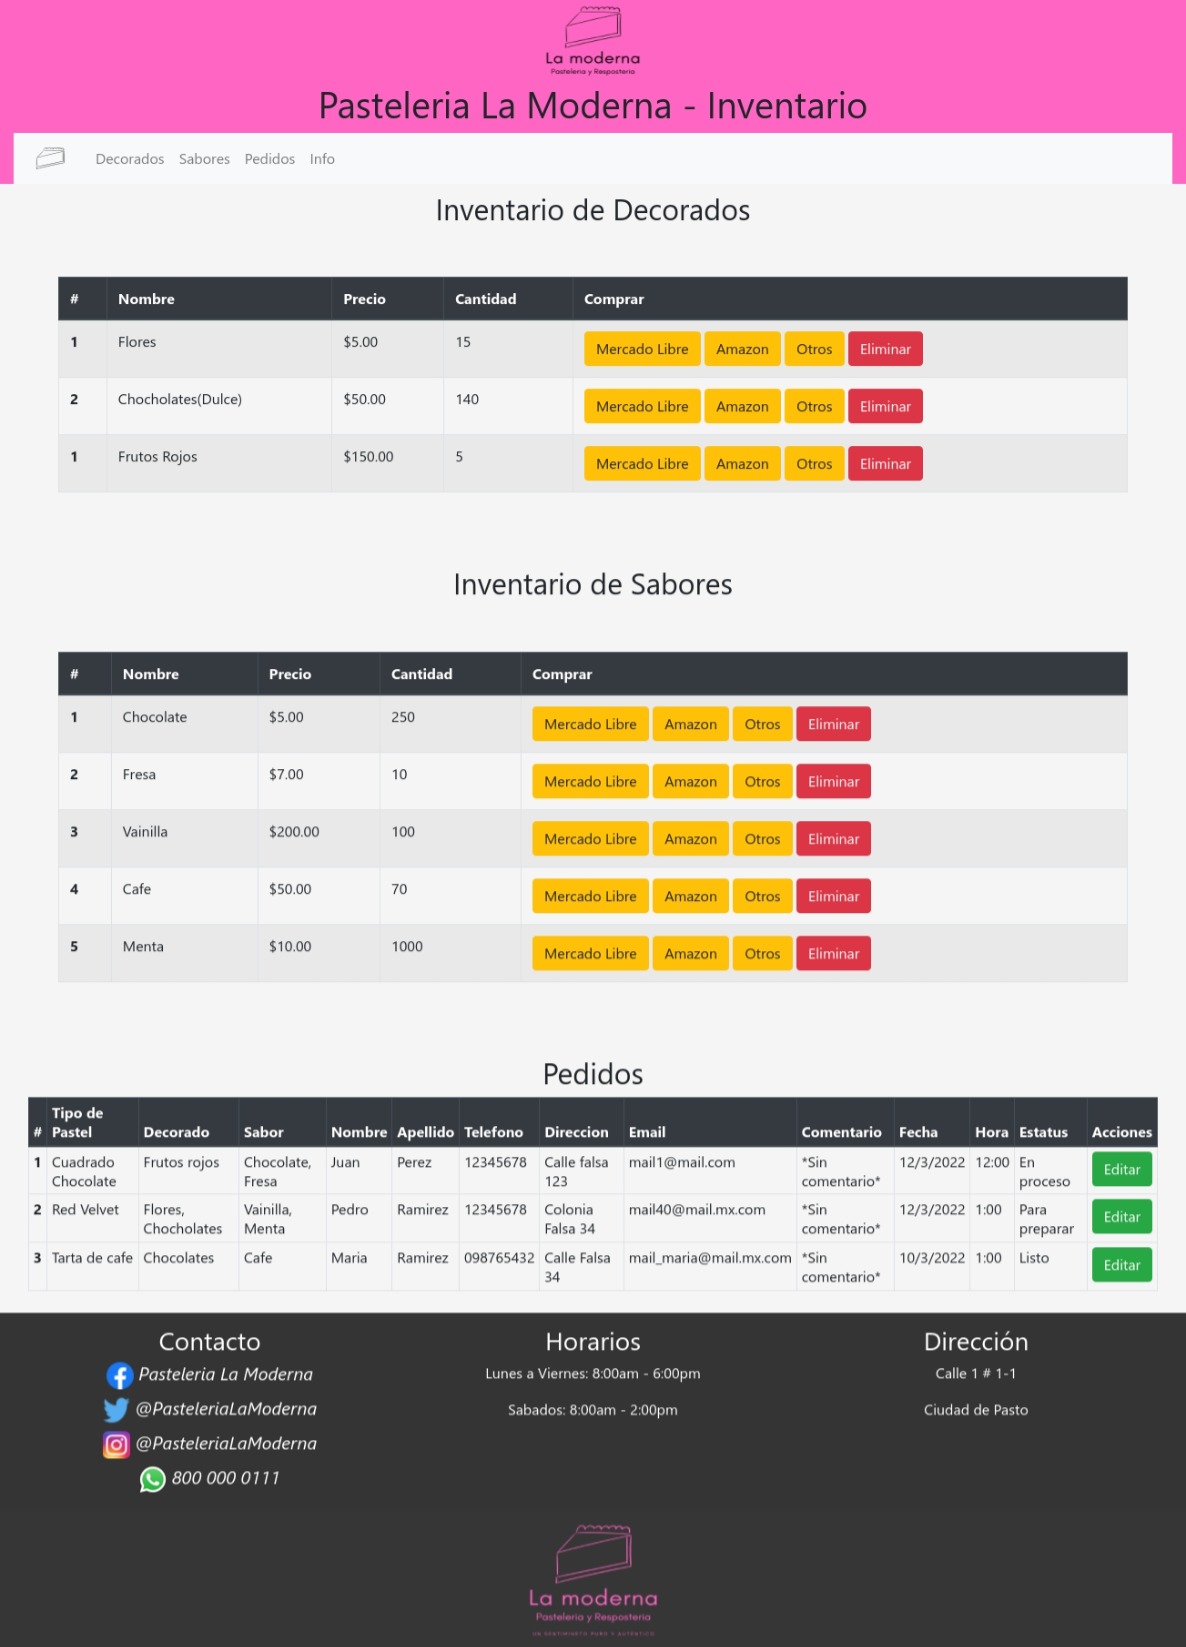 La moderna
Pasteleria y Resposteria
Pasteleria La Moderna - Inventario
Decorados Sabores Pedidos Info
Inventario de Decorados
# Nombre Precio Cantidad Comprar
1 Flores $5.00 15 Mercado Libre Amazon Otros Eliminar
2 Chocholates(Dulce) $50.00 140 Mercado Libre Amazon Otros Eliminar
1 Frutos Rojos $150.00 5 Mercado Libre Amazon Otros Eliminar
Inventario de Sabores
# Nombre Precio Cantidad Comprar
1 Chocolate $5.00 250 Mercado Libre Amazon Otros Eliminar
2 Fresa $7.00 10 Mercado Libre Amazon Otros Eliminar
3 Vainilla $200.00 100 Mercado Libre Amazon Otros Eliminar
4 Cafe $50.00 70 Mercado Libre Amazon Otros Eliminar
5 Menta $10.00 1000 Mercado Libre Amazon Otros Eliminar
Pedidos
Tipo de
# Pastel Decorado Sabor Nombre Apellido Telefono Direccion Email Comentario Fecha Hora Estatus Acciones
1 Cuadrado Frutos rojos Chocolate, Juan Perez 12345678 Calle falsa mail1@mail.com *Sin 12/3/2022 12:00 En Editar
Chocolate Fresa 123 comentario* proceso
2 Red Velvet Flores, Vainilla, Pedro Ramirez 12345678 Colonia mail40@mail.mx.com *Sin 12/3/2022 1:00 Para Editar
Chocholates Menta Falsa 34 comentario* preparar
3 Tarta de cafe Chocolates Cafe Maria Ramirez 098765432 Calle Falsa mail_maria@mail.mx.com *Sin 10/3/2022 1:00 Listo Editar
34 comentario*
Contacto Horarios Dirección
Pasteleria La Moderna Lunes a Viernes: 8:00am - 6:00pm Calle 1 # 1-1
@PasteleriaLaModerna Sabados: 8:00am - 2:00pm Ciudad de Pasto
@PasteleriaLaModerna
800 000 0111
La moderna
Pasteleria y Resposteria